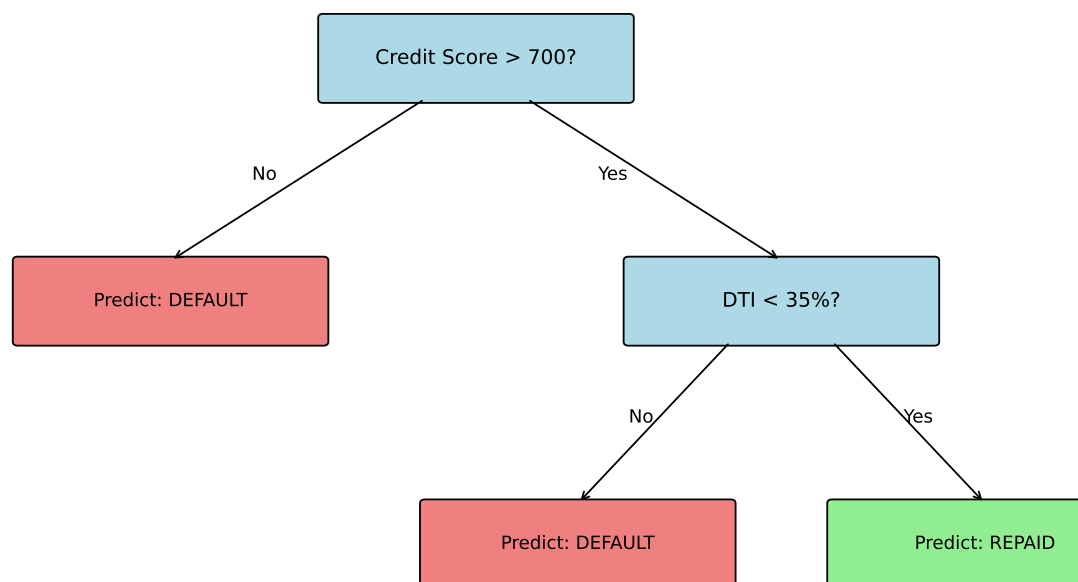 Credit Score > 700?
No
Yes
Predict: DEFAULT
DTI < 35%?
No
Yes
Predict: DEFAULT
Predict: REPAID